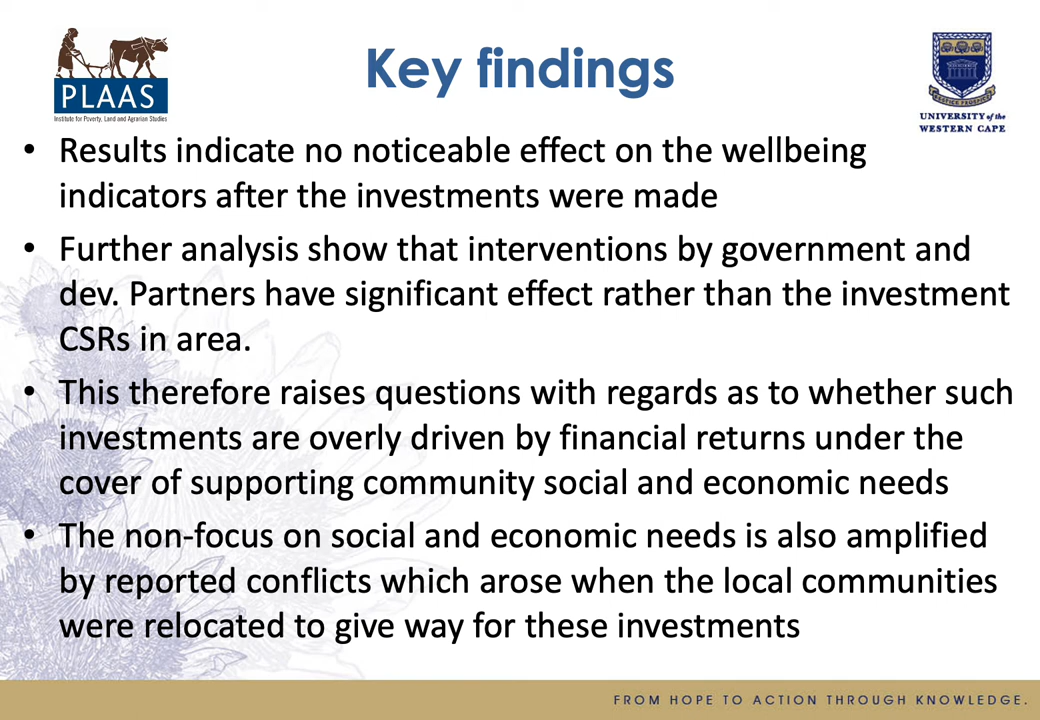 PLAAS
Institute for Poverty, Land and Agrarian Studies
Key findings
UNIVERSITY of the
WESTERN CAPE
• Results indicate no noticeable effect on the wellbeing
indicators after the investments were made
• Further analysis show that interventions by government and
dev. Partners have significant effect rather than the investment
CSRs in area.
• This therefore raises questions with regards as to whether such
investments are overly driven by financial returns under the
cover of supporting community social and economic needs
• The non-focus on social and economic needs is also amplified
by reported conflicts which arose when the local communities
were relocated to give way for these investments
FROM HOPE TO ACTION THROUGH KNOWLEDGE.